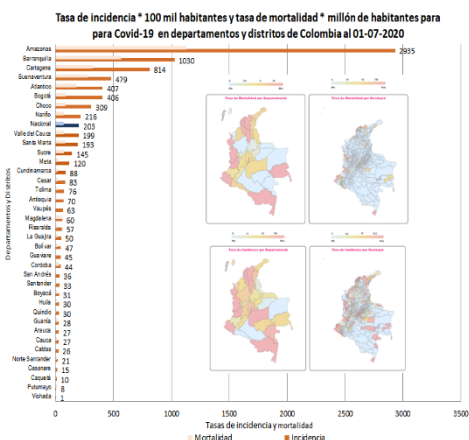 Tasa de incidencia * 100 mil habitantes y tasa de mortalidad * millón de habitantes para
para Covid-19 en departamentos y distritos de Colombia al 01-07-2020
Departamentos y Distritos
Amazonas 2935
Barranquilla 1030
Cartagena 814
Buenaventura 479
Atlantico 407
Bogotá 406
Choco 309
Nariño 216
Nacional 203
Valle del Cauca 199
Santa Marta 193
Sucre 145
Meta 120
Cundinamarca 88
Cesar 83
Tolima 75
Antioquia 70
Vaupés 63
Magdalena 60
Risaralda 57
La Guajira 50
Bolívar 47
Guaviare 45
Cordoba 44
San Andrés 36
Santander 33
Boyacá 31
Huila 30
Quindio 30
Guanía 28
Arauca 27
Cauca 27
Caldas 26
Norte Santander 21
Casanare 15
Caquetá 10
Putumayo 8
Vichada 1
Tasa de Mortalidad por Departamento
Tasa de Mortalidad por Municipio
Tasa de Incidencia por Departamento
Tasa de Incidencia por Municipio
0 500 1000 1500 2000 2500 3000 3500
Tasas de incidencia y mortalidad
Mortalidad Incidencia